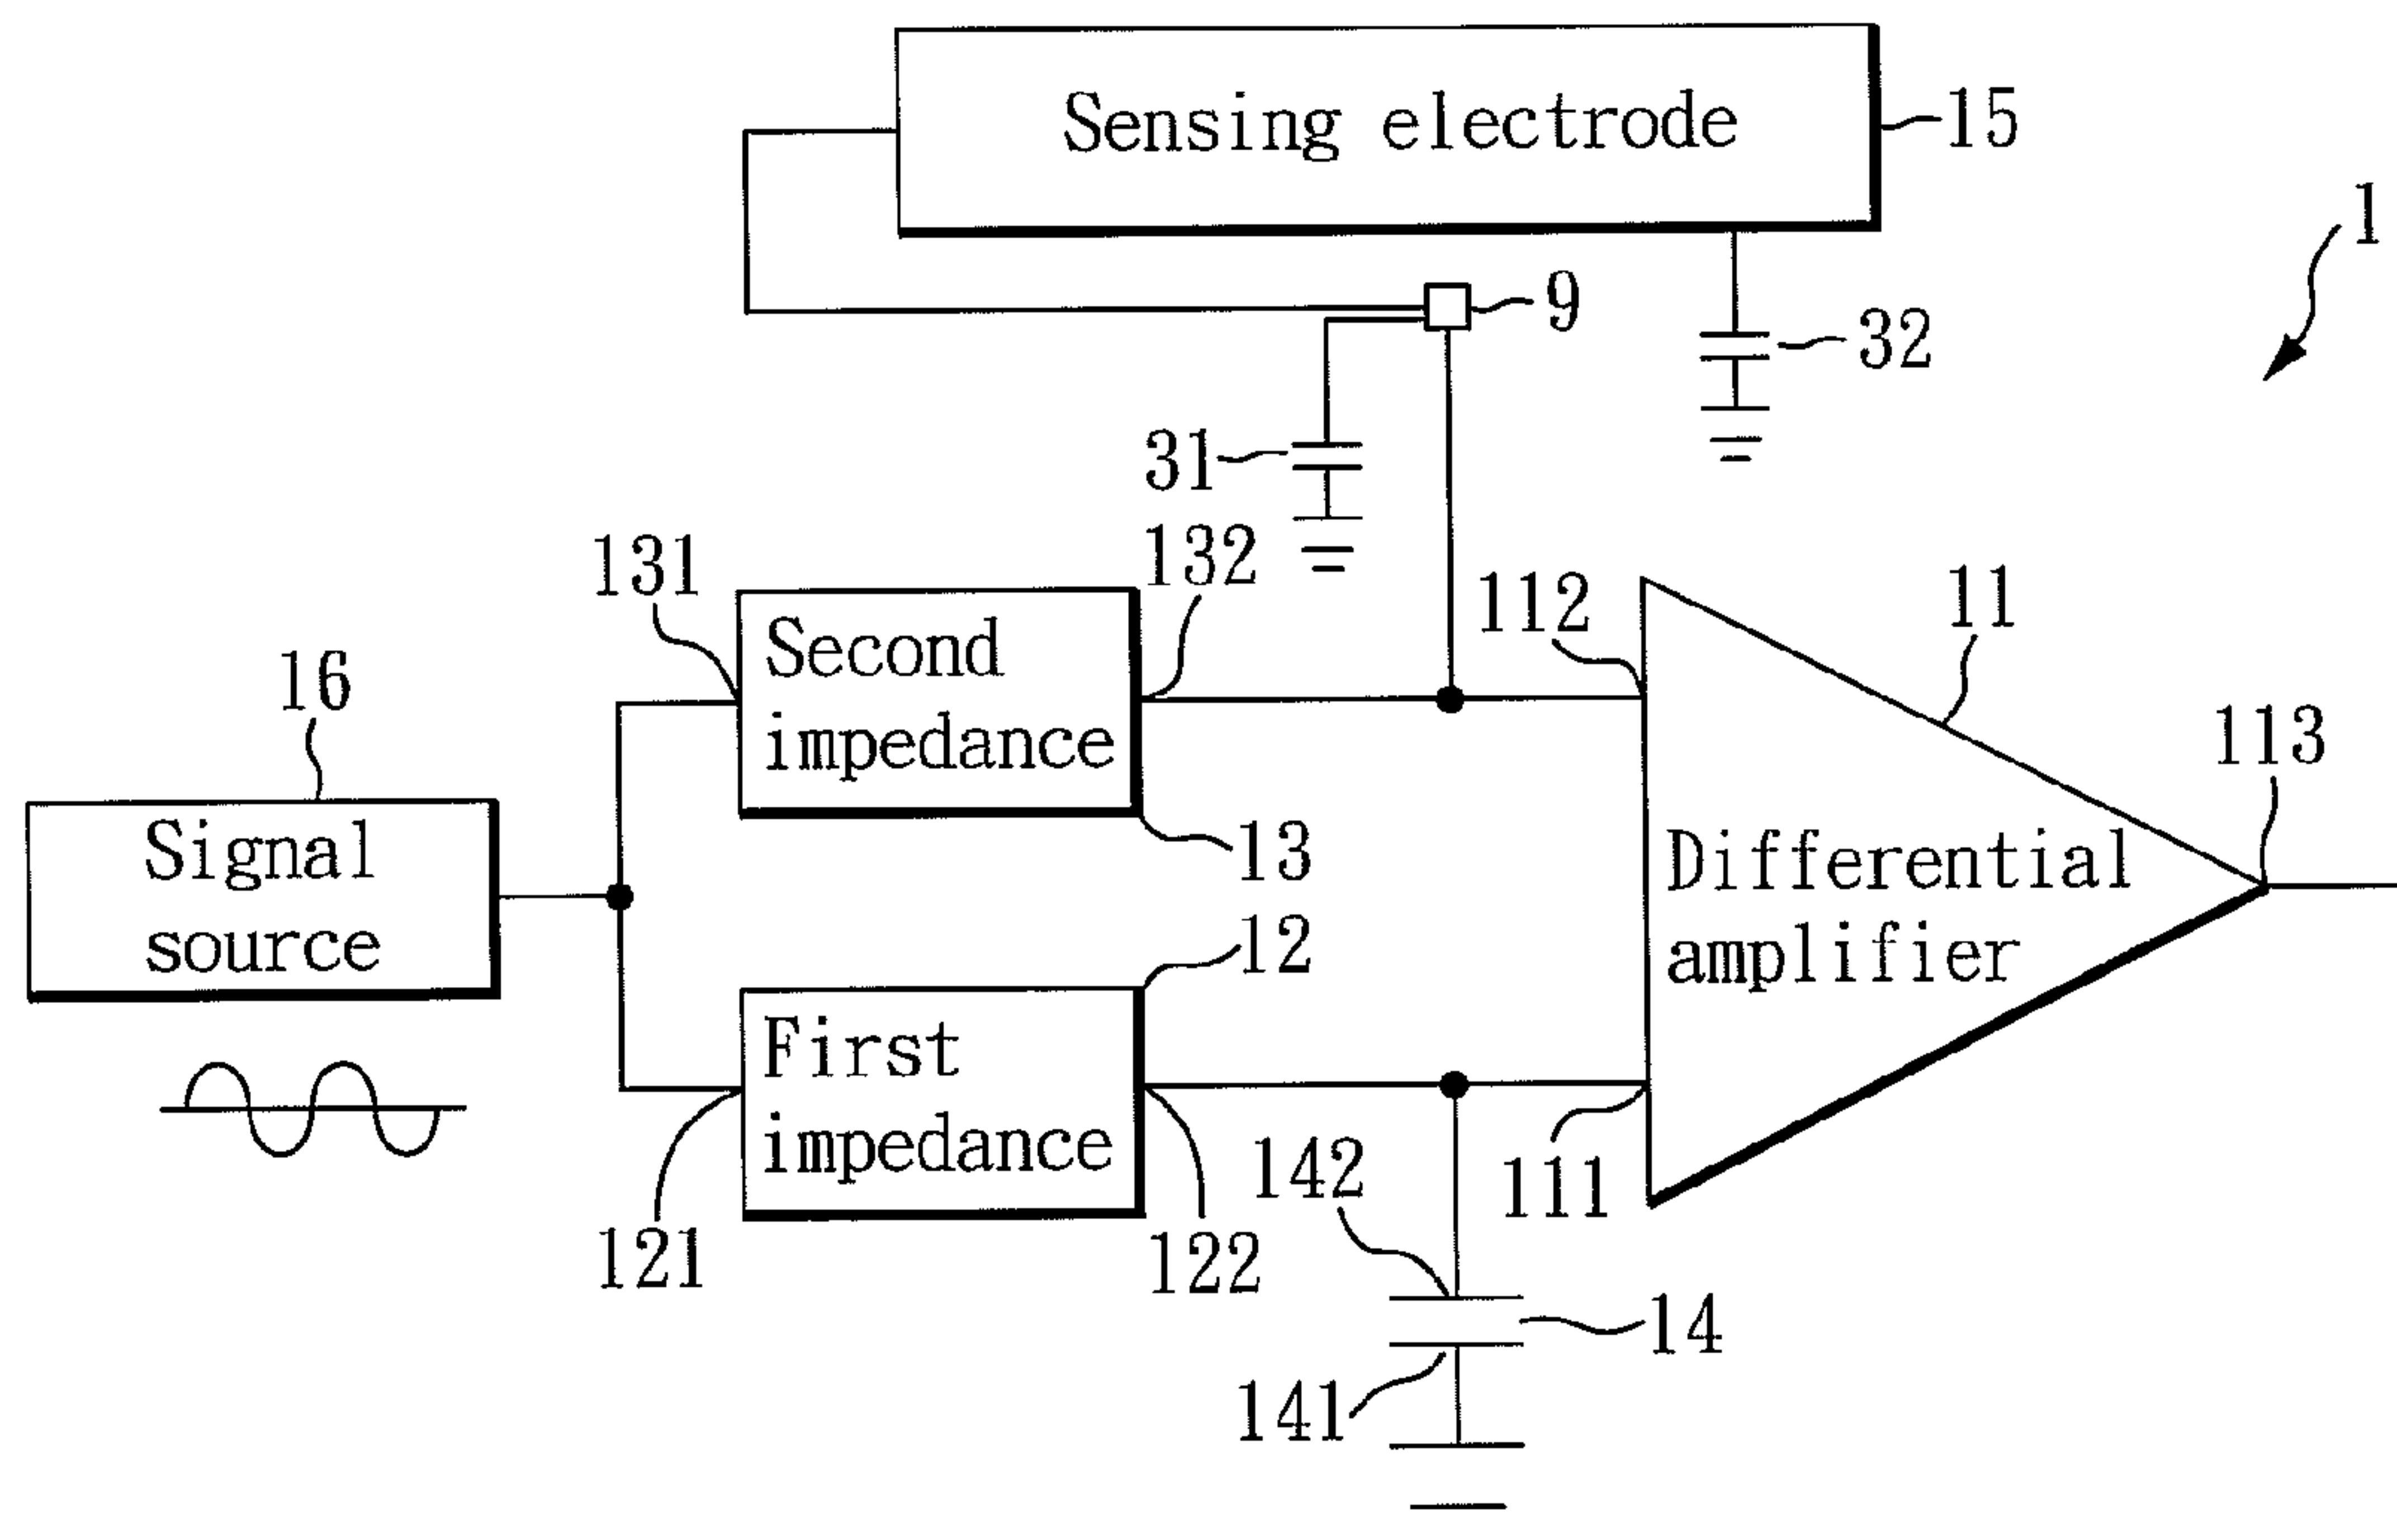 Sensing electrode
15
1
9
32
31
131
132
112
11
16
Second
impedance
113
Signal
source
13
Differential
amplifier
12
First
impedance
142
111
121
122
14
141